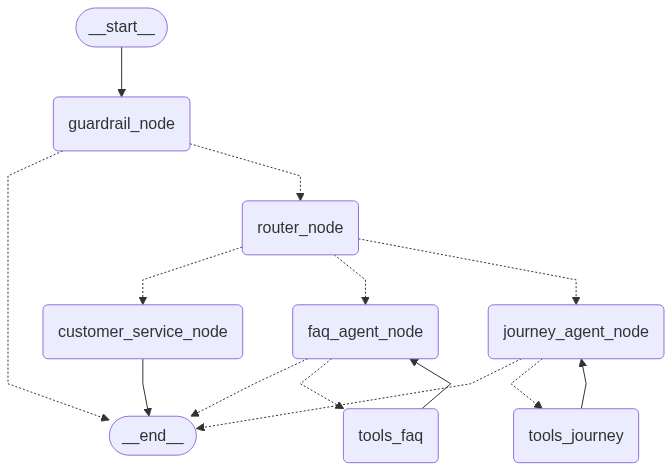 __start__
guardrail_node
router_node
customer_service_node
faq_agent_node
journey_agent_node
__end__
tools_faq
tools_journey